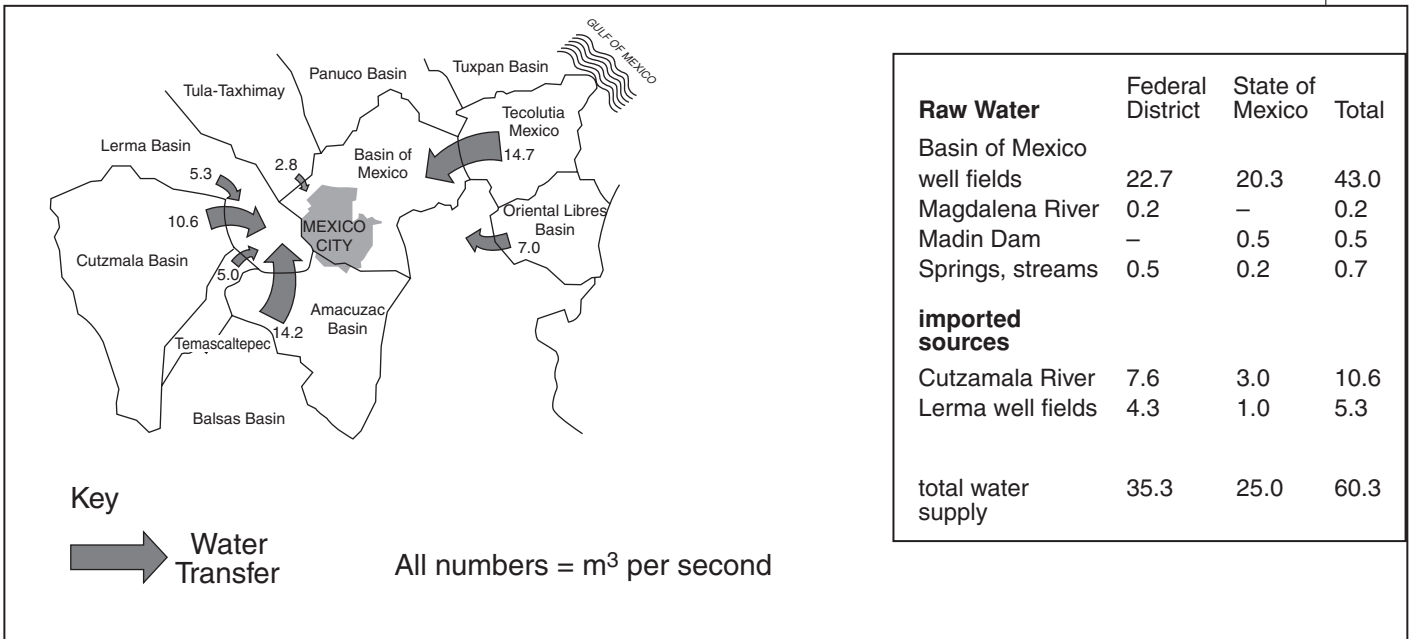 GULF OF MEXICO
Panuco Basin
Tuxpan Basin
Tula-Taxhimay
Tecolutia
Mexico
Lerma Basin
2.8
Basin of
Mexico
14.7
5.3
10.6
MEXICO
CITY
Oriental Libres
Basin
7.0
Cutzmala Basin
5.0
Amacuzac
Basin
14.2
Temascaltepec
Balsas Basin
Key
Water
Transfer
All numbers = m³ per second
Raw Water Federal District State of Mexico Total
Basin of Mexico
well fields 22.7 20.3 43.0
Magdalena River 0.2 – 0.2
Madin Dam – 0.5 0.5
Springs, streams 0.5 0.2 0.7
imported
sources
Cutzamala River 7.6 3.0 10.6
Lerma well fields 4.3 1.0 5.3
total water 35.3 25.0 60.3
supply